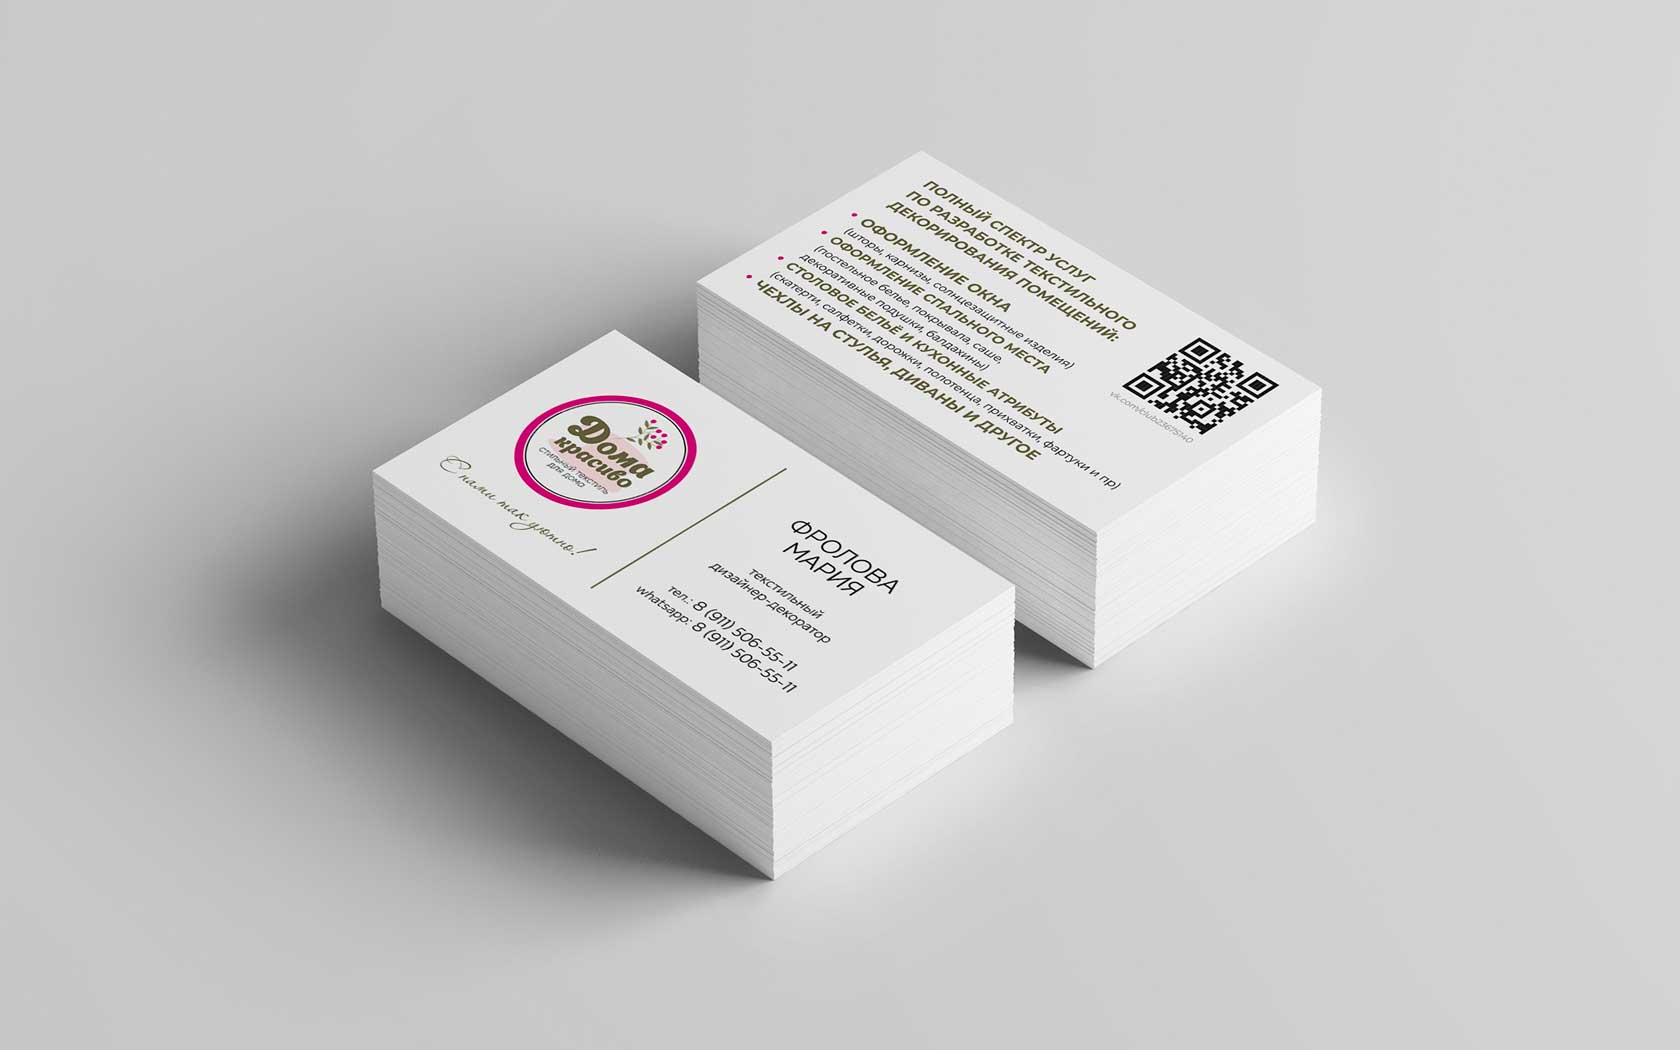 Дома
красиво
СТИЛЬНЫЙ ТЕКСТИЛЬ
ДЛЯ ДОМА
С нами так уютно!
ФРОЛОВА
МАРИЯ
текстильный
дизайнер-декоратор
тел.: 8 (911) 506-55-11
whatsapp: 8 (911) 506-55-11
ПОЛНЫЙ СПЕКТР УСЛУГ
ПО РАЗРАБОТКЕ ТЕКСТИЛЬНОГО
ДЕКОРИРОВАНИЯ ПОМЕЩЕНИЙ:
• ОФОРМЛЕНИЕ ОКНА
(шторы, карнизы, солнцезащитные изделия)
• ОФОРМЛЕНИЕ СПАЛЬНОГО МЕСТА
(постельное белье, покрывала, саше,
декоративные подушки, балдахины)
• СТОЛОВОЕ БЕЛЬЁ И КУХОННЫЕ АТРИБУТЫ
(скатерти, салфетки, дорожки, полотенца, прихватки, фартуки и пр)
• ЧЕХЛЫ НА СТУЛЬЯ, ДИВАНЫ И ДРУГОЕ
vk.com/club23675140